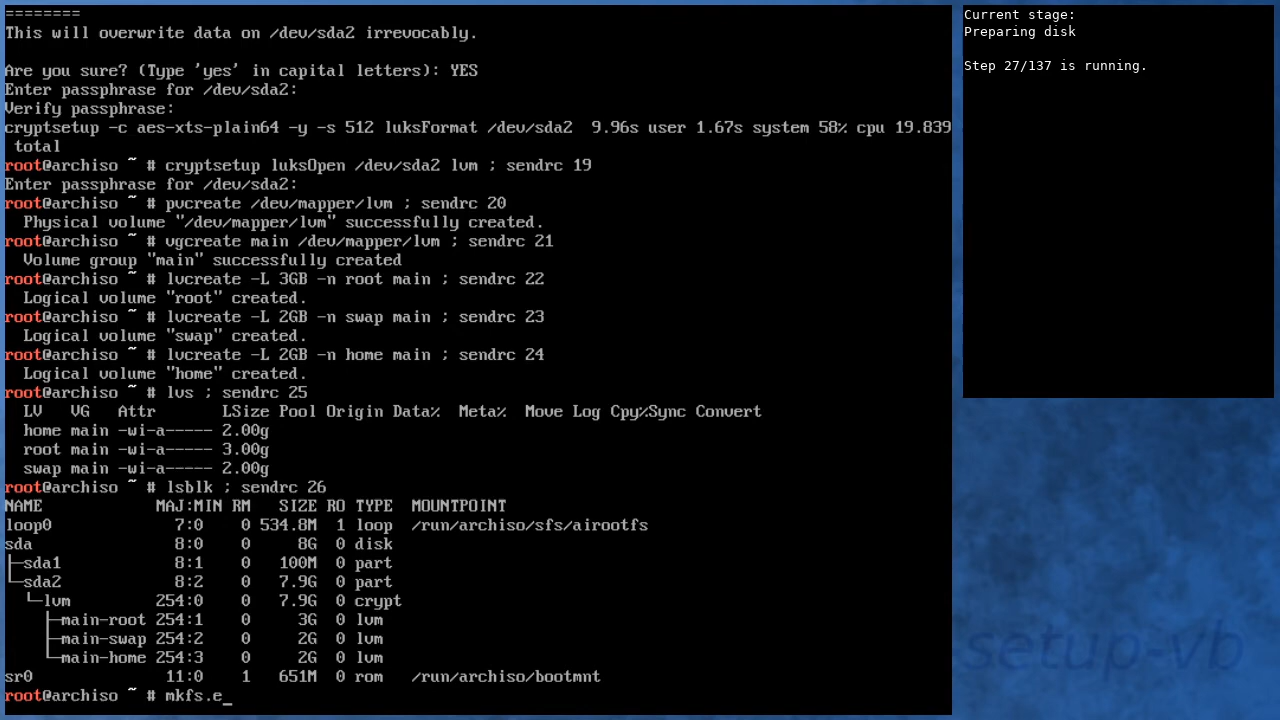 ========
This will overwrite data on /dev/sda2 irrevocably.
Are you sure? (Type 'yes' in capital letters): YES
Enter passphrase for /dev/sda2:
Verify passphrase:
cryptsetup -c aes-xts-plain64 -y -s 512 luksFormat /dev/sda2  9.96s user 1.67s system 58% cpu 19.839
 total
root@archiso ~ # cryptsetup luksOpen /dev/sda2 lvm ; sendrc 19
Enter passphrase for /dev/sda2:
root@archiso ~ # pvcreate /dev/mapper/lvm ; sendrc 20
  Physical volume "/dev/mapper/lvm" successfully created.
root@archiso ~ # vgcreate main /dev/mapper/lvm ; sendrc 21
  Volume group "main" successfully created
root@archiso ~ # lvcreate -L 3GB -n root main ; sendrc 22
  Logical volume "root" created.
root@archiso ~ # lvcreate -L 2GB -n swap main ; sendrc 23
  Logical volume "swap" created.
root@archiso ~ # lvcreate -L 2GB -n home main ; sendrc 24
  Logical volume "home" created.
root@archiso ~ # lvs ; sendrc 25
  LV   VG   Attr       LSize Pool Origin Data%  Meta%  Move Log Cpy%Sync Convert
  home main -wi-a----- 2.00g
  root main -wi-a----- 3.00g
  swap main -wi-a----- 2.00g
root@archiso ~ # lsblk ; sendrc 26
NAME            MAJ:MIN RM   SIZE RO TYPE  MOUNTPOINT
loop0             7:0    0 534.8M  1 loop  /run/archiso/sfs/airootfs
sda               8:0    0     8G  0 disk
├─sda1            8:1    0   100M  0 part
└─sda2            8:2    0   7.9G  0 part
  └─lvm         254:0    0   7.9G  0 crypt
    ├─main-root 254:1    0     3G  0 lvm
    ├─main-swap 254:2    0     2G  0 lvm
    └─main-home 254:3    0     2G  0 lvm
sr0              11:0    1   651M  0 rom   /run/archiso/bootmnt
root@archiso ~ # mkfs.e_
Current stage:
Preparing disk
Step 27/137 is running.
setup-vb